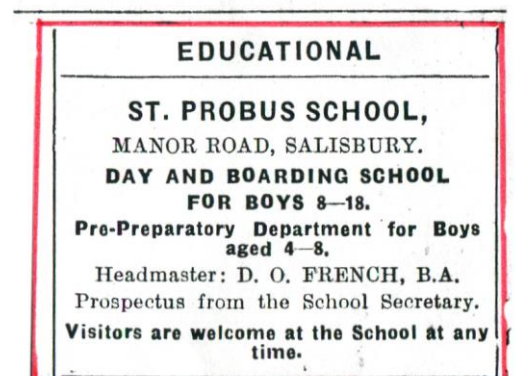 EDUCATIONAL
ST. PROBUS SCHOOL,
MANOR ROAD, SALISBURY.
DAY AND BOARDING SCHOOL
FOR BOYS 8—18.
Pre-Preparatory Department for Boys
aged 4—8.
Headmaster: D. O. FRENCH, B.A.
Prospectus from the School Secretary.
Visitors are welcome at the School at any
time.